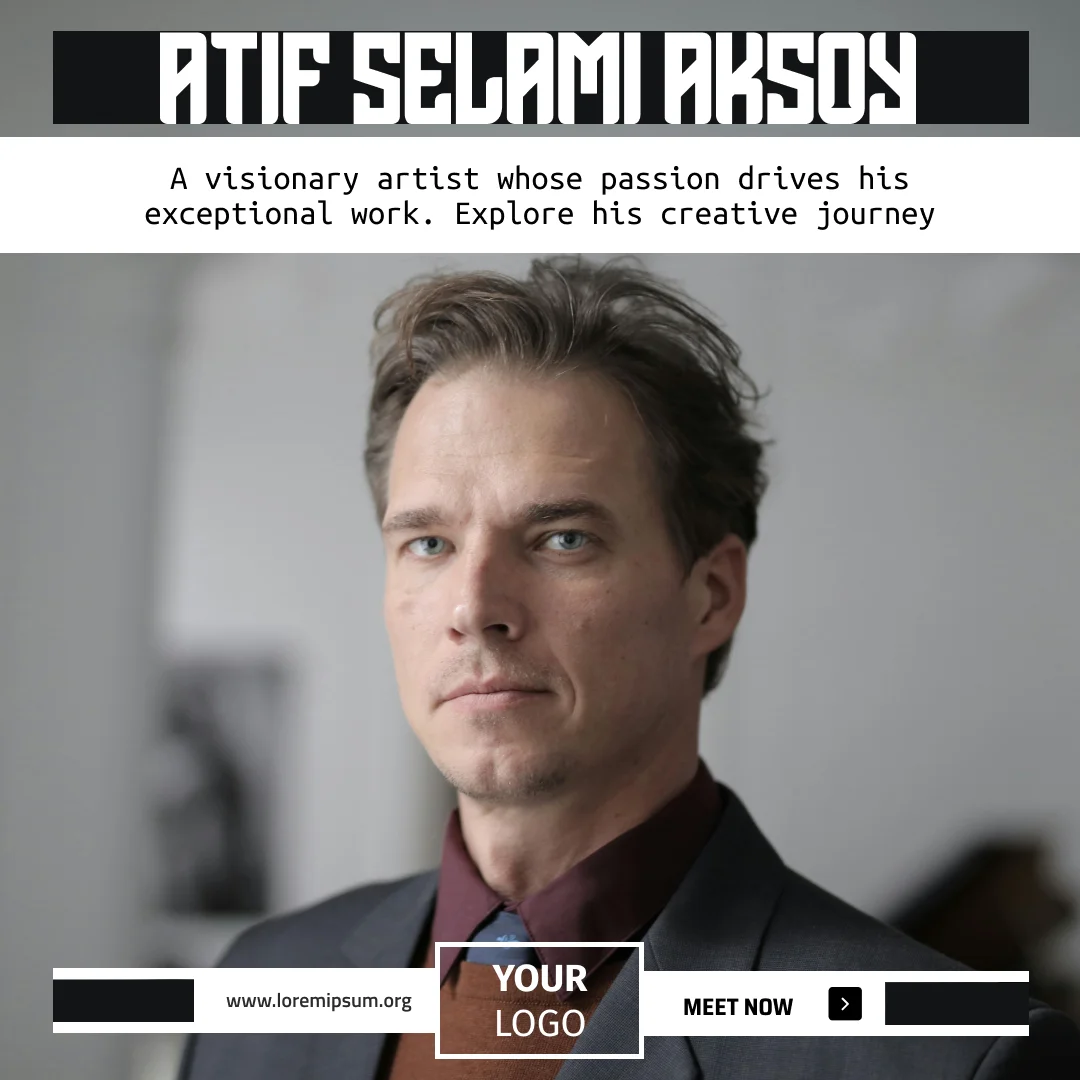 ATIF SELAMI AKSOY
A visionary artist whose passion drives his
exceptional work. Explore his creative journey
www.loremipsum.org
YOUR
LOGO
MEET NOW